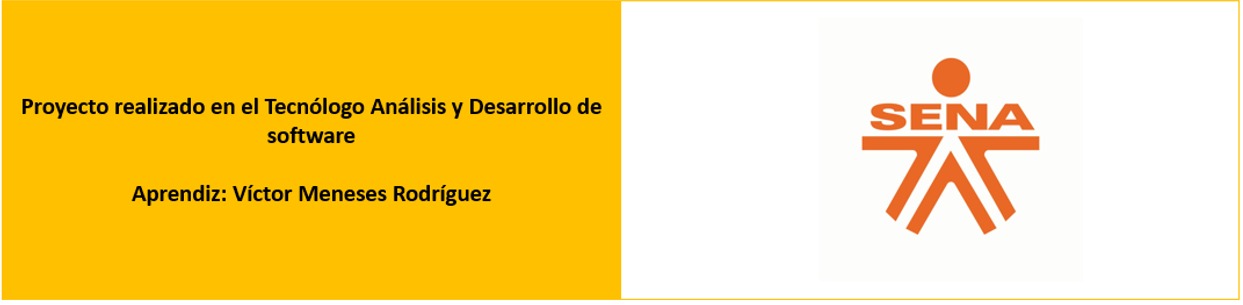 Proyecto realizado en el Tecnólogo Análisis y Desarrollo de
software
Aprendiz: Víctor Meneses Rodríguez
SENA